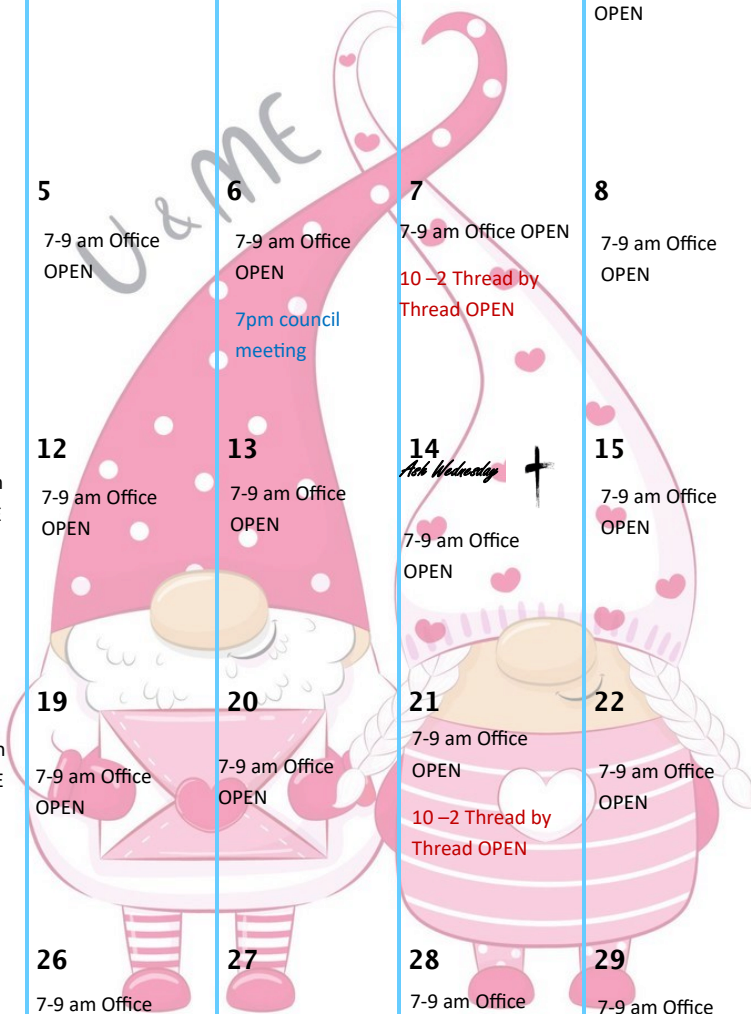 OPEN
U & ME
5
7-9 am Office
OPEN
6
7-9 am Office
OPEN
7pm council
meeting
7
7-9 am Office OPEN
10 –2 Thread by
Thread OPEN
8
7-9 am Office
OPEN
12
7-9 am Office
OPEN
13
7-9 am Office
OPEN
14
Ash Wednesday
7-9 am Office
OPEN
15
7-9 am Office
OPEN
19
7-9 am Office
OPEN
20
7-9 am Office
OPEN
21
7-9 am Office
OPEN
10 –2 Thread by
Thread OPEN
22
7-9 am Office
OPEN
26
7-9 am Office
27
28
7-9 am Office
29
7-9 am Office